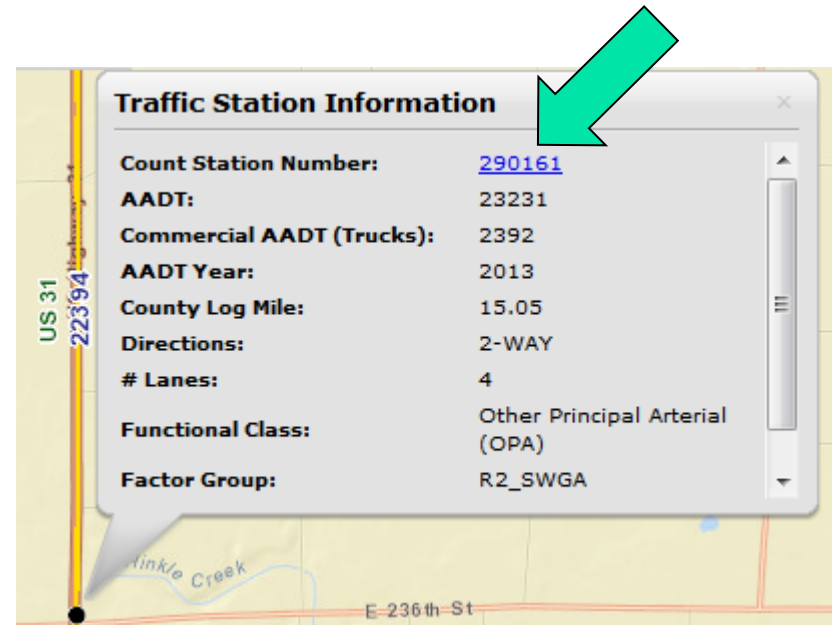 Traffic Station Information ×
Count Station Number: 290161
AADT: 23231
Commercial AADT (Trucks): 2392
AADT Year: 2013
County Log Mile: 15.05
Directions: 2-WAY
# Lanes: 4
Functional Class: Other Principal Arterial
(OPA)
Factor Group: R2_SWGA
US 31
22394
Hinkle Creek
E 236th St